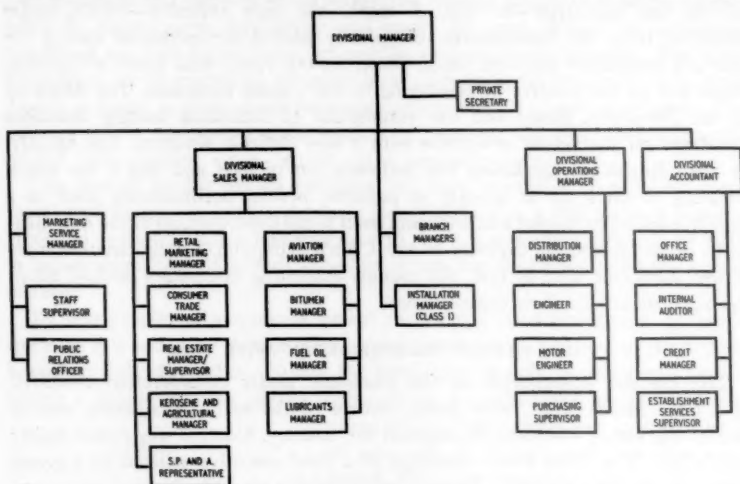 DIVISIONAL MANAGER
PRIVATE
SECRETARY
DIVISIONAL
SALES MANAGER
DIVISIONAL
OPERATIONS
MANAGER
DIVISIONAL
ACCOUNTANT
MARKETING
SERVICE
MANAGER
STAFF
SUPERVISOR
PUBLIC
RELATIONS
OFFICER
RETAIL
MARKETING
MANAGER
CONSUMER
TRADE
MANAGER
REAL ESTATE
MANAGER/
SUPERVISOR
KEROSENE AND
AGRICULTURAL
MANAGER
S.P. AND A.
REPRESENTATIVE
AVIATION
MANAGER
BITUMEN
MANAGER
FUEL OIL
MANAGER
LUBRICANTS
MANAGER
BRANCH
MANAGERS
INSTALLATION
MANAGER
(CLASS I)
DISTRIBUTION
MANAGER
ENGINEER
MOTOR
ENGINEER
PURCHASING
SUPERVISOR
OFFICE
MANAGER
INTERNAL
AUDITOR
CREDIT
MANAGER
ESTABLISHMENT
SERVICES
SUPERVISOR